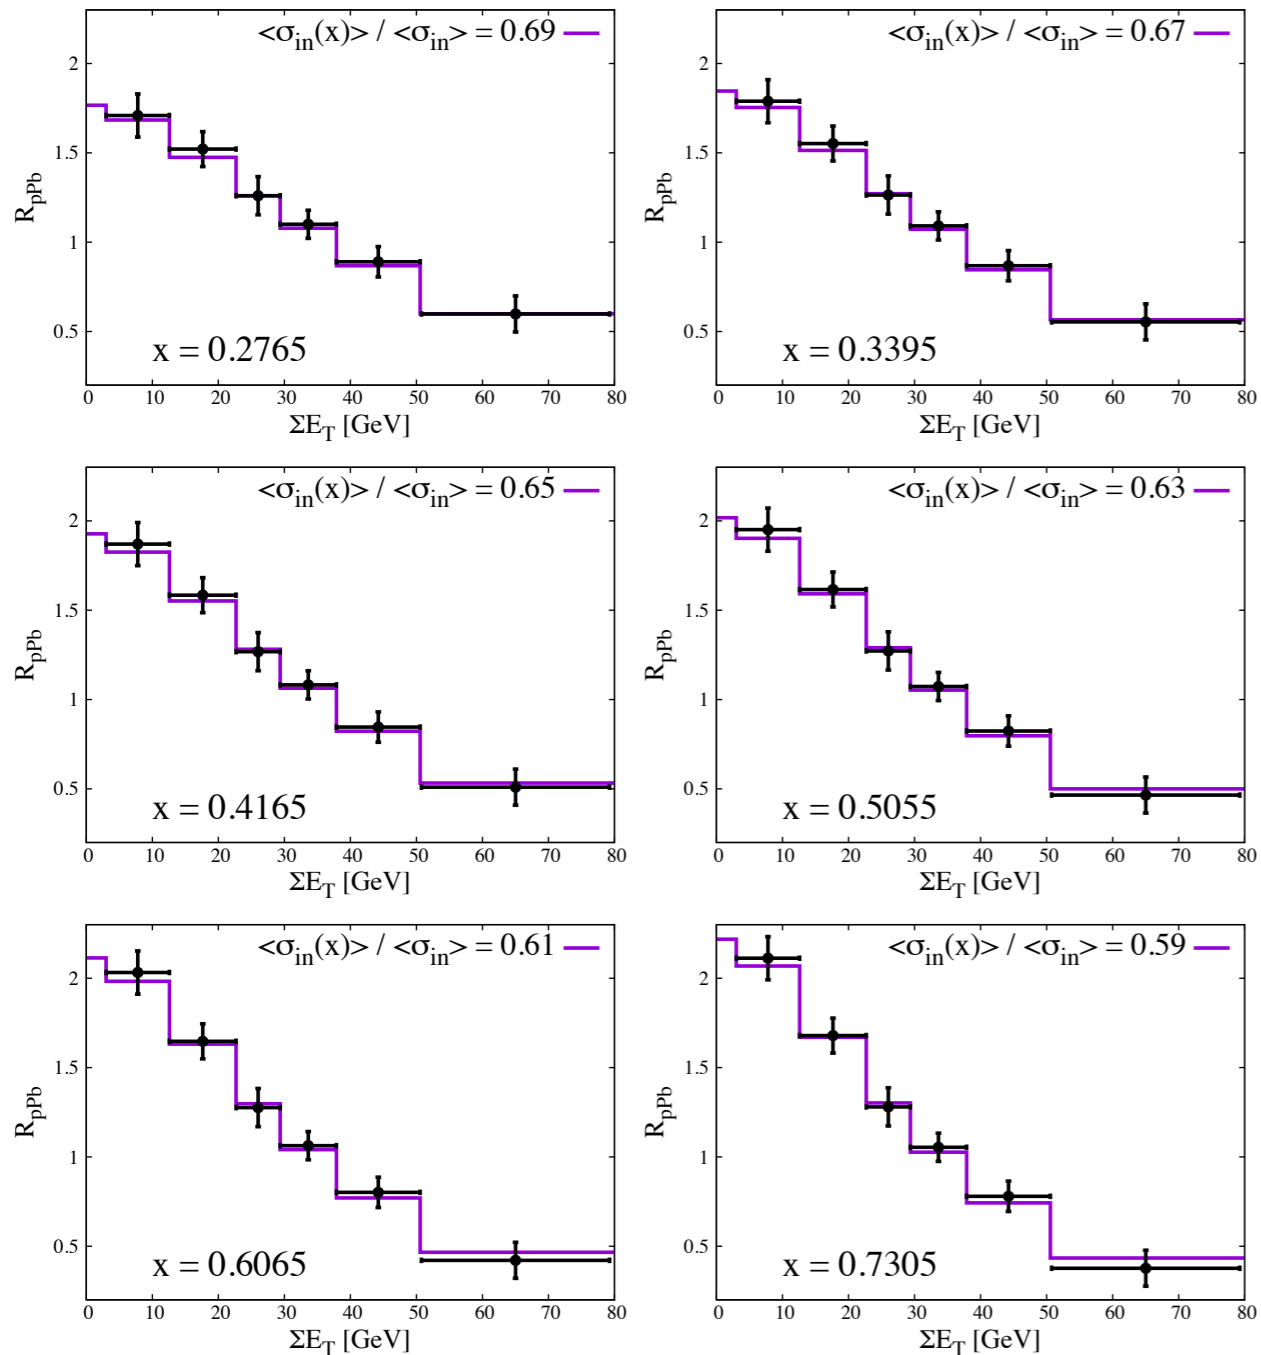 <σin(x)> / <σin> = 0.69
2
1.5
1
0.5
RpPb
x = 0.2765
0 10 20 30 40 50 60 70 80
ΣET [GeV]
<σin(x)> / <σin> = 0.67
2
1.5
1
0.5
RpPb
x = 0.3395
0 10 20 30 40 50 60 70 80
ΣET [GeV]
<σin(x)> / <σin> = 0.65
2
1.5
1
0.5
RpPb
x = 0.4165
0 10 20 30 40 50 60 70 80
ΣET [GeV]
<σin(x)> / <σin> = 0.63
2
1.5
1
0.5
RpPb
x = 0.5055
0 10 20 30 40 50 60 70 80
ΣET [GeV]
<σin(x)> / <σin> = 0.61
2
1.5
1
0.5
RpPb
x = 0.6065
0 10 20 30 40 50 60 70 80
ΣET [GeV]
<σin(x)> / <σin> = 0.59
2
1.5
1
0.5
RpPb
x = 0.7305
0 10 20 30 40 50 60 70 80
ΣET [GeV]